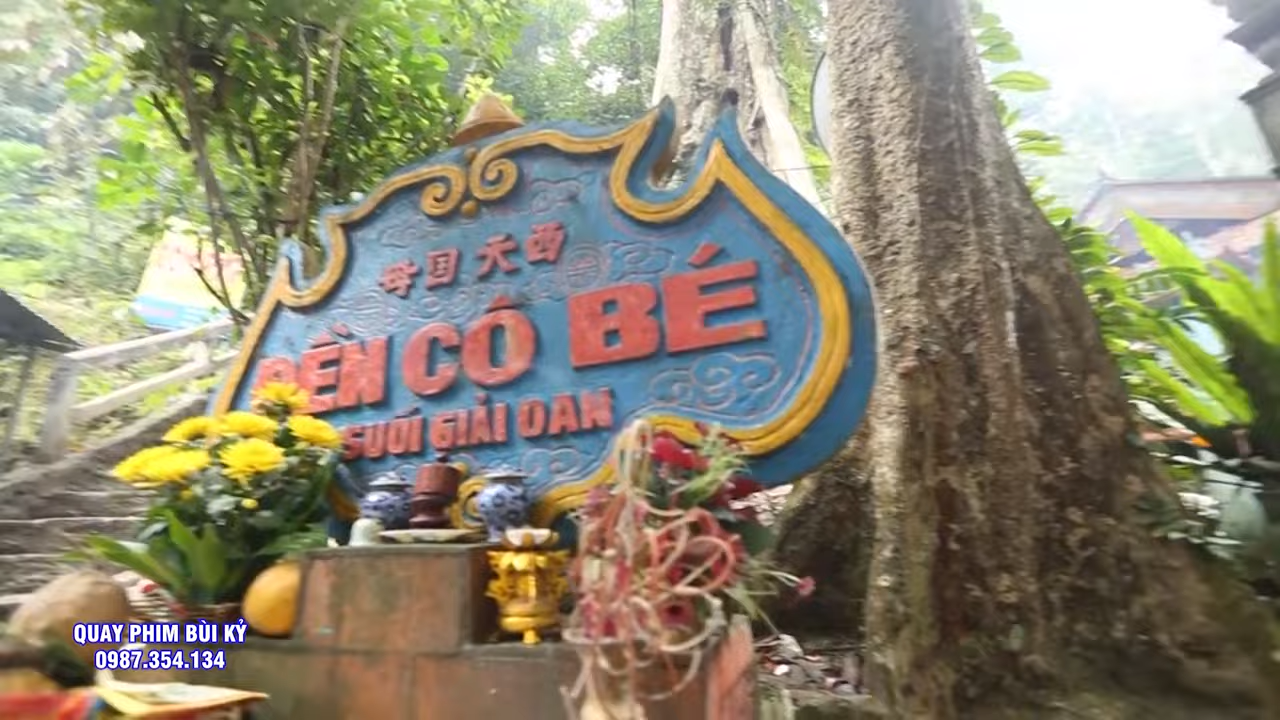 母国天西
ĐỀN CÔ BÉ
SUỐI GIẢI OAN
QUAY PHIM BÙI KỶ
0987.354.134